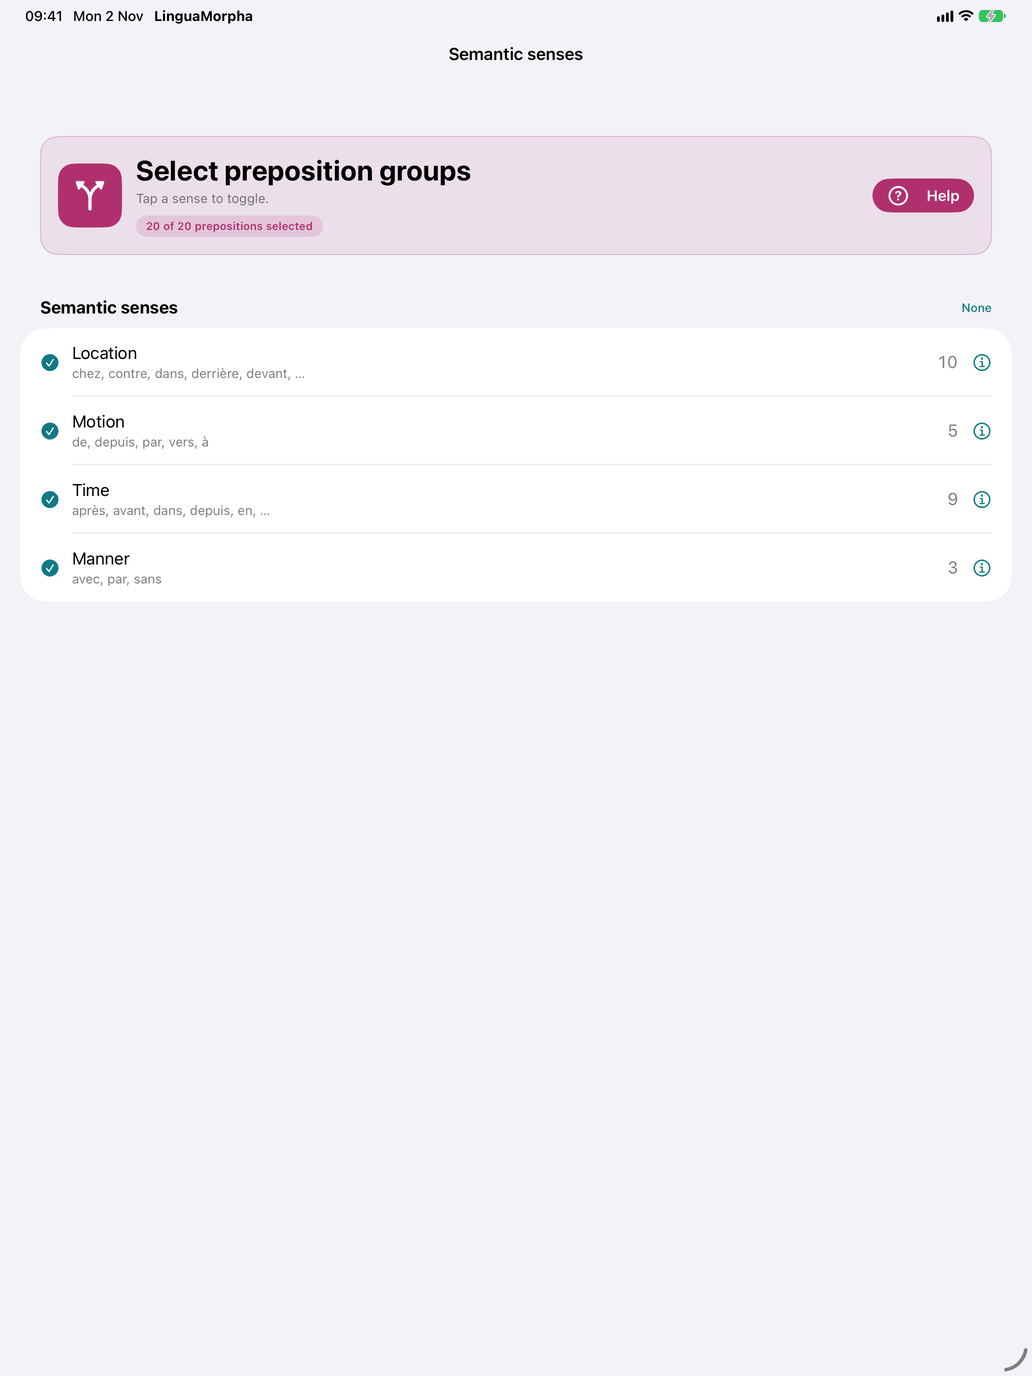 09:41 Mon 2 Nov LinguaMorpha
Semantic senses
Select preposition groups
Tap a sense to toggle.
20 of 20 prepositions selected
Help
Semantic senses
None
Location
chez, contre, dans, derrière, devant, ...
10
Motion
de, depuis, par, vers, à
5
Time
après, avant, dans, depuis, en, ...
9
Manner
avec, par, sans
3